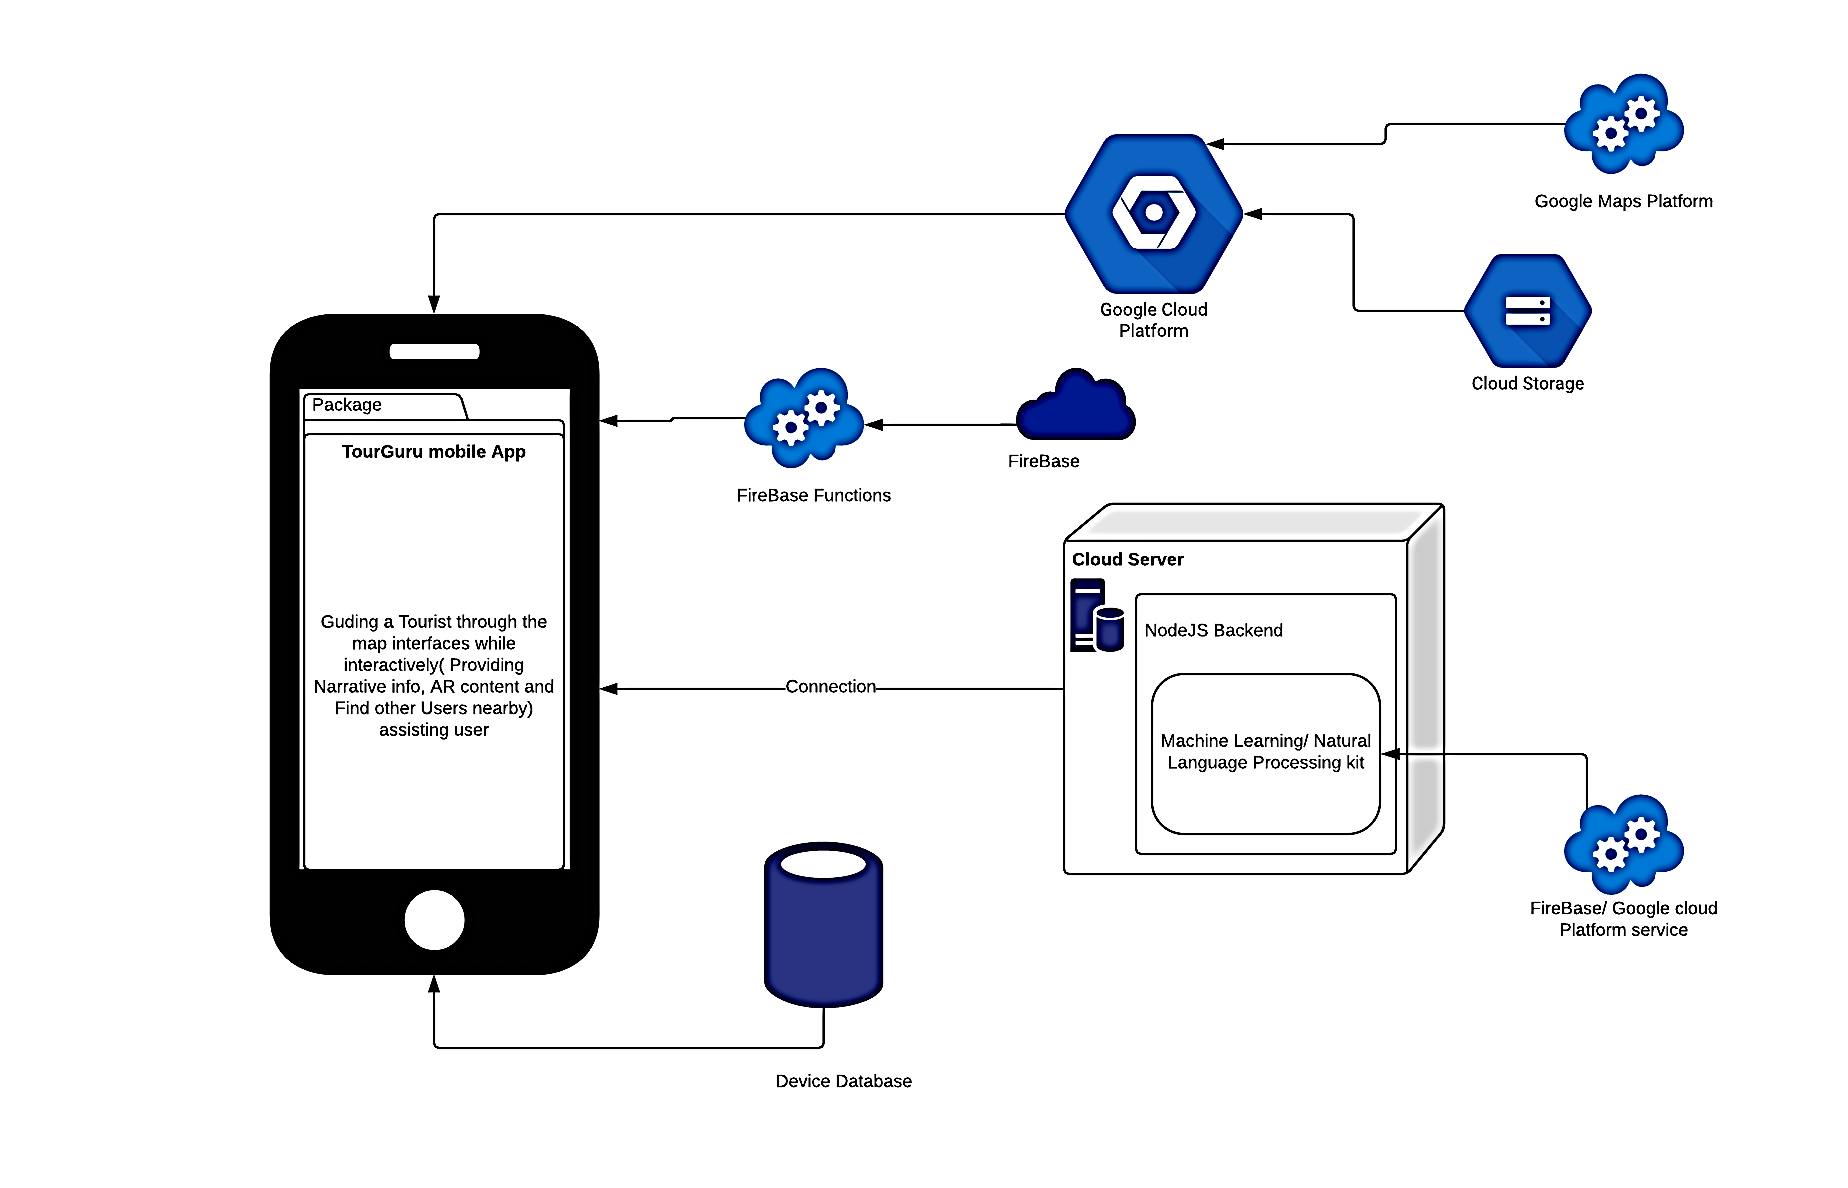 Google Maps Platform
Google Cloud
Platform
Cloud Storage
Package
TourGuru mobile App
Guding a Tourist through the
map interfaces while
interactively( Providing
Narrative info, AR content and
Find other Users nearby)
assisting user
FireBase Functions
FireBase
Cloud Server
NodeJS Backend
Connection
Machine Learning/ Natural
Language Processing kit
FireBase/ Google cloud
Platform service
Device Database